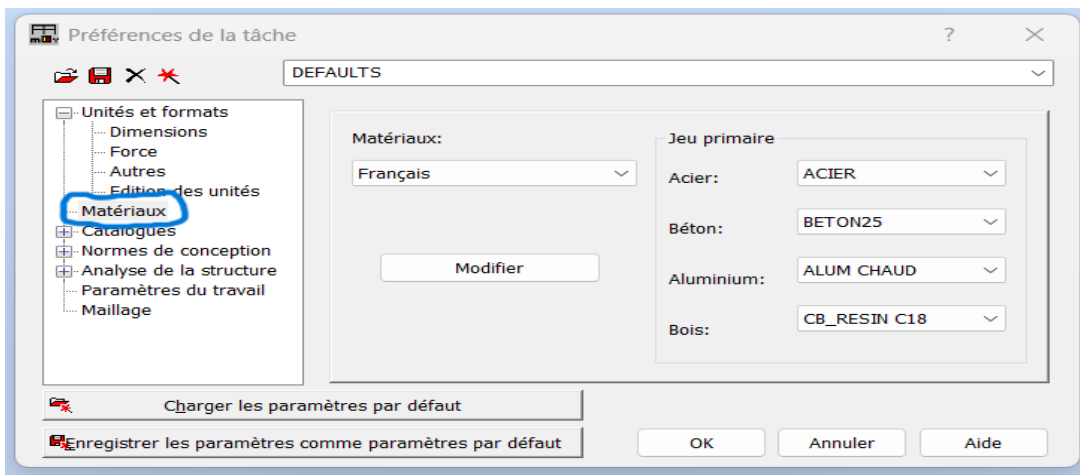 Préférences de la tâche
DEFAULTS
Unités et formats
Dimensions
Force
Autres
Edition des unités
Matériaux
Catalogues
Normes de conception
Analyse de la structure
Paramètres du travail
Maillage
Matériaux:
Français
Modifier
Jeu primaire
Acier: ACIER
Béton: BETON25
Aluminium: ALUM CHAUD
Bois: CB_RESIN C18
Charger les paramètres par défaut
Enregistrer les paramètres comme paramètres par défaut
OK Annuler Aide